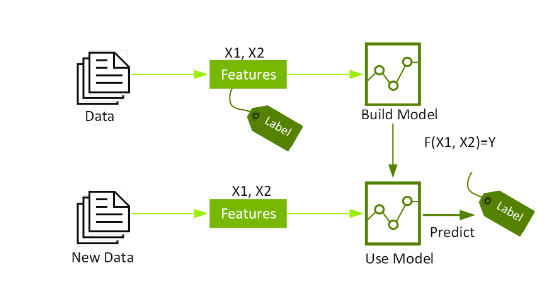 X1, X2
Features
Label
Data
Build Model
F(X1, X2)=Y
X1, X2
Features
Label
Predict
New Data
Use Model